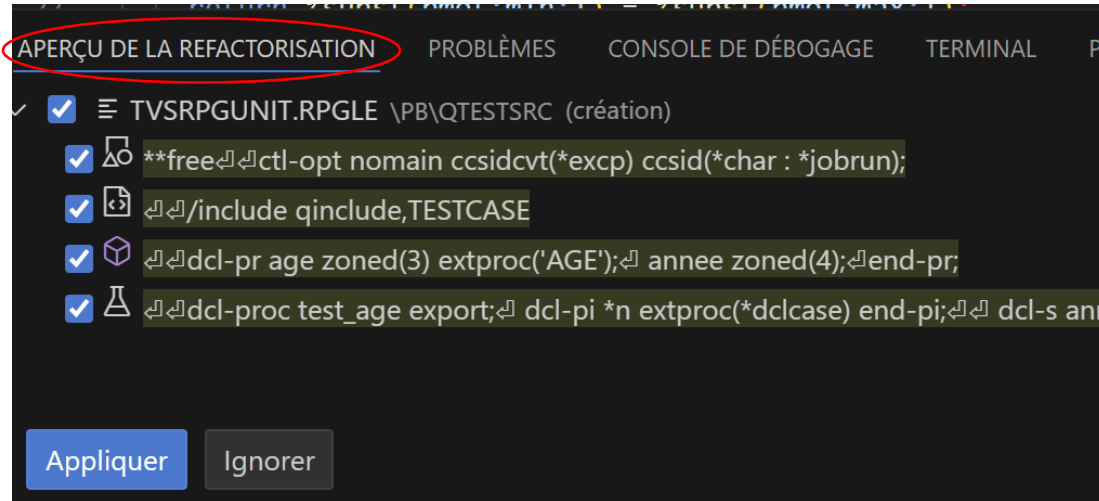 APERÇU DE LA REFACTORISATION PROBLÈMES CONSOLE DE DÉBOGAGE TERMINAL P
TVSRPGUNIT.RPGLE \PB\QTESTSRC (création)
**free⏎⏎ctl-opt nomain ccsidcvt(*excp) ccsid(*char : *jobrun);
⏎⏎/include qinclude,TESTCASE
⏎⏎dcl-pr age zoned(3) extproc('AGE');⏎ annee zoned(4);⏎end-pr;
⏎⏎dcl-proc test_age export;⏎ dcl-pi *n extproc(*dclcase) end-pi;⏎⏎ dcl-s ann
Appliquer Ignorer